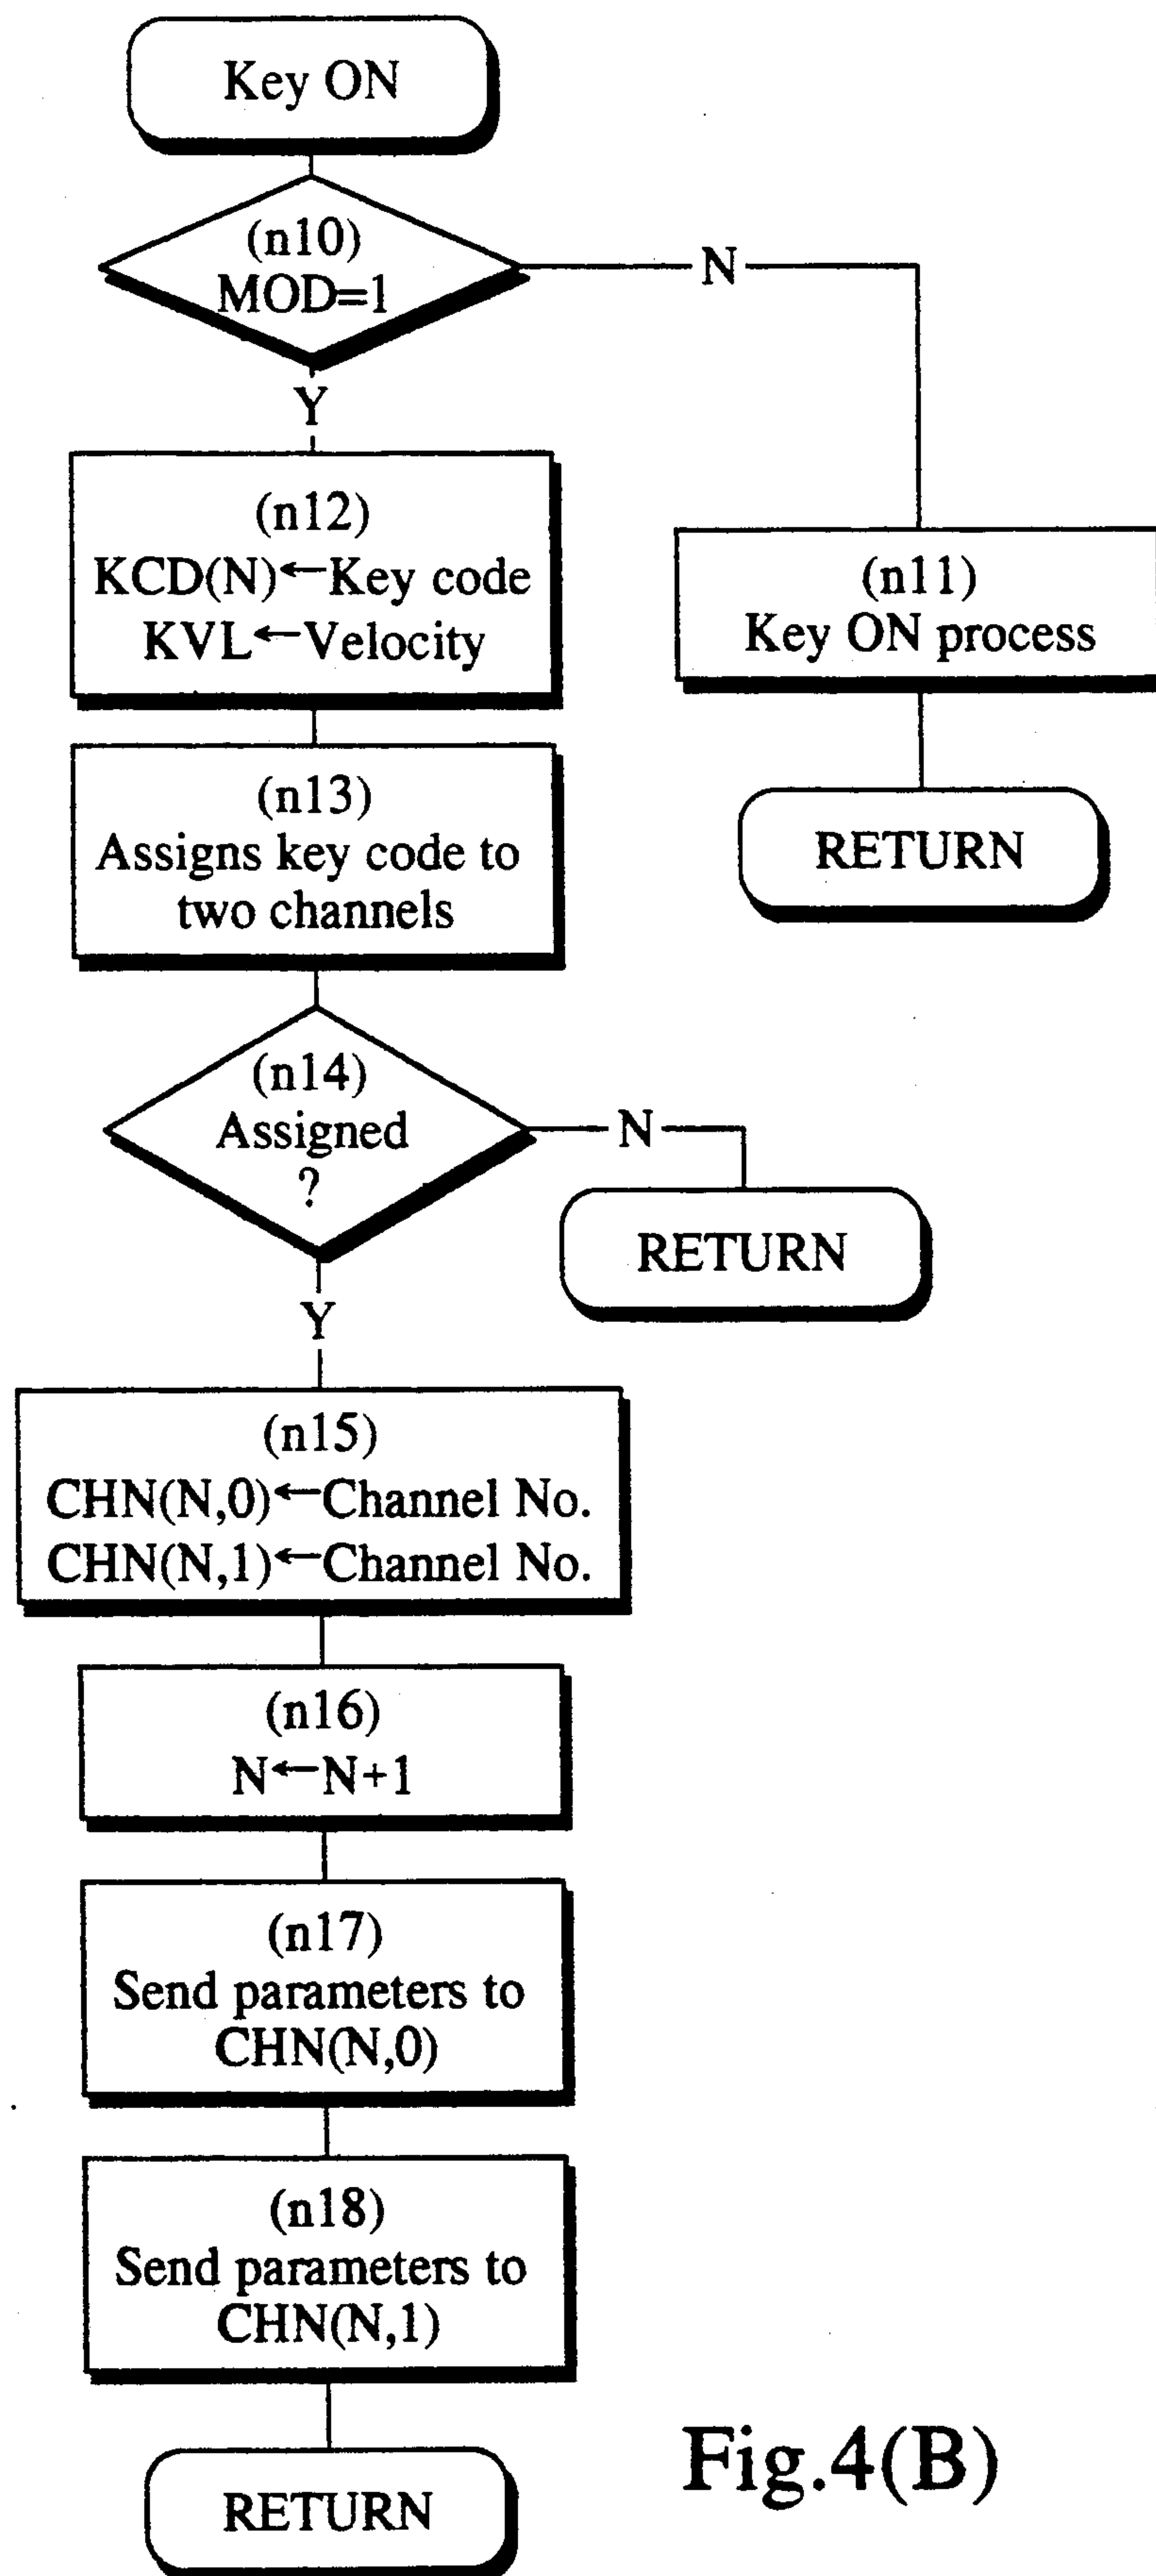 Key ON
(n10)
MOD=1
N
Y
(n12)
KCD(N)←Key code
KVL←Velocity
(n11)
Key ON process
(n13)
Assigns key code to
two channels
RETURN
(n14)
Assigned
?
N
RETURN
Y
(n15)
CHN(N,0)←Channel No.
CHN(N,1)←Channel No.
(n16)
N←N+1
(n17)
Send parameters to
CHN(N,0)
(n18)
Send parameters to
CHN(N,1)
RETURN
Fig.4(B)